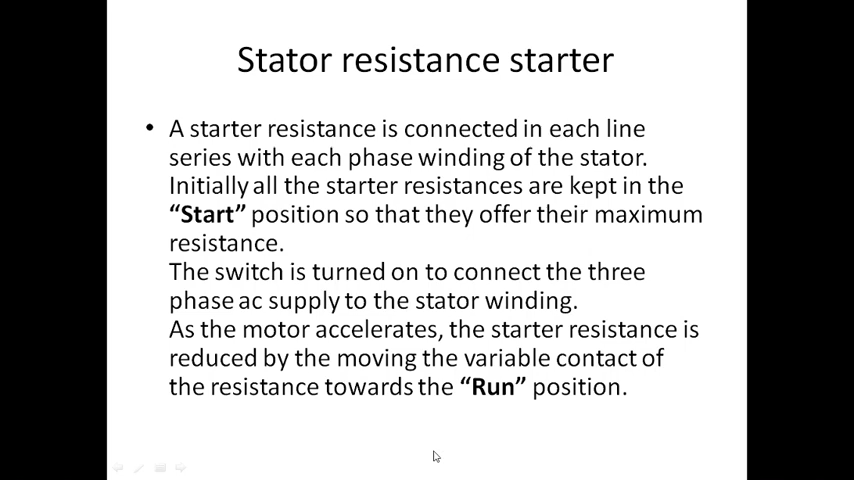 Stator resistance starter
• A starter resistance is connected in each line
series with each phase winding of the stator.
Initially all the starter resistances are kept in the
“Start” position so that they offer their maximum
resistance.
The switch is turned on to connect the three
phase ac supply to the stator winding.
As the motor accelerates, the starter resistance is
reduced by the moving the variable contact of
the resistance towards the “Run” position.